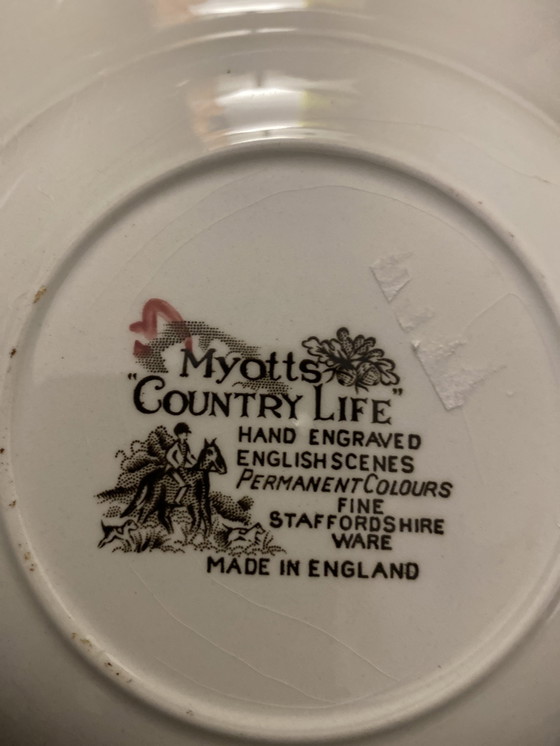 Myotts
"COUNTRY LIFE"
HAND ENGRAVED
ENGLISH SCENES
PERMANENT COLOURS
FINE
STAFFORDSHIRE
WARE
MADE IN ENGLAND